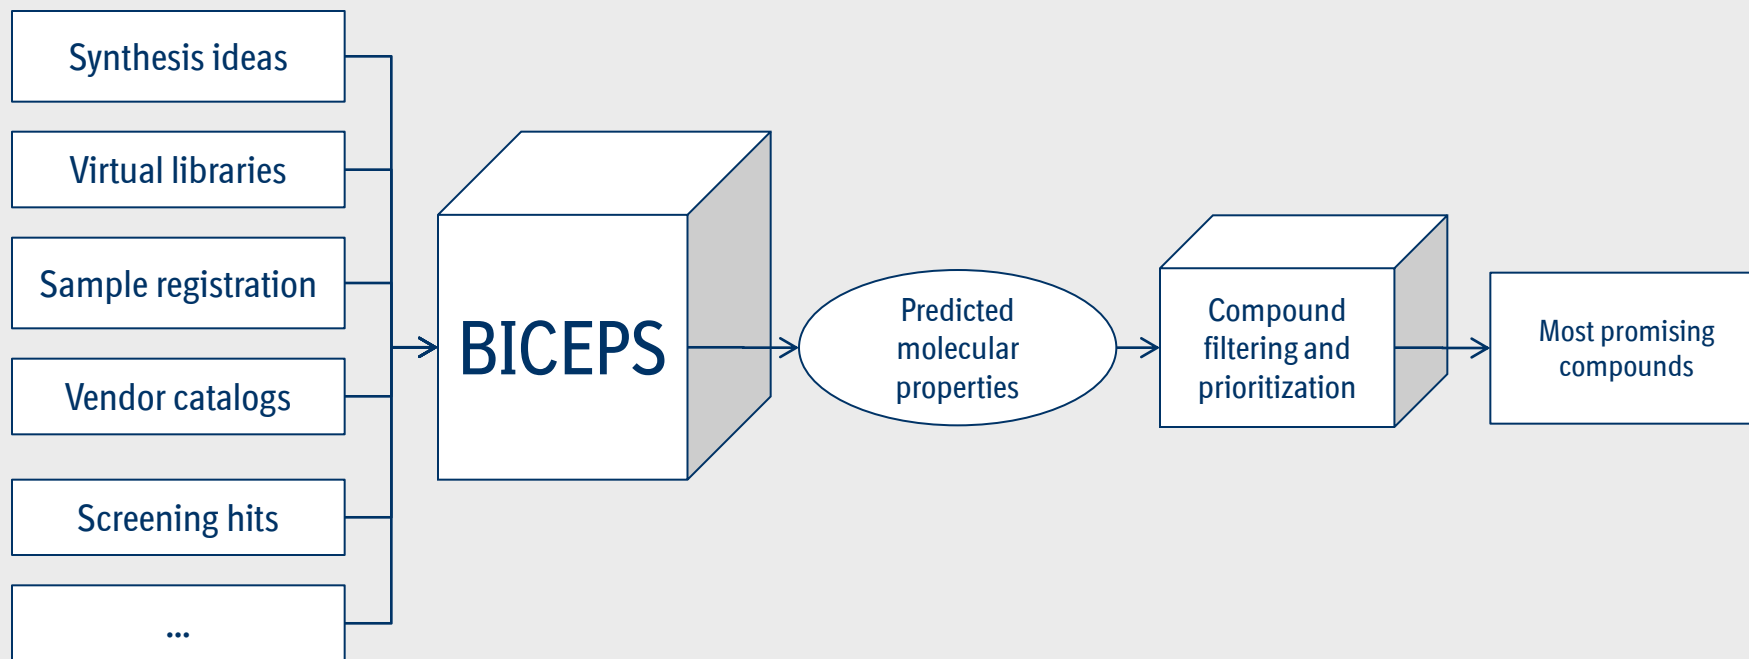 Synthesis ideas
Virtual libraries
Sample registration
Vendor catalogs
Screening hits
...
BICEPS
Predicted
molecular
properties
Compound
filtering and
prioritization
Most promising
compounds